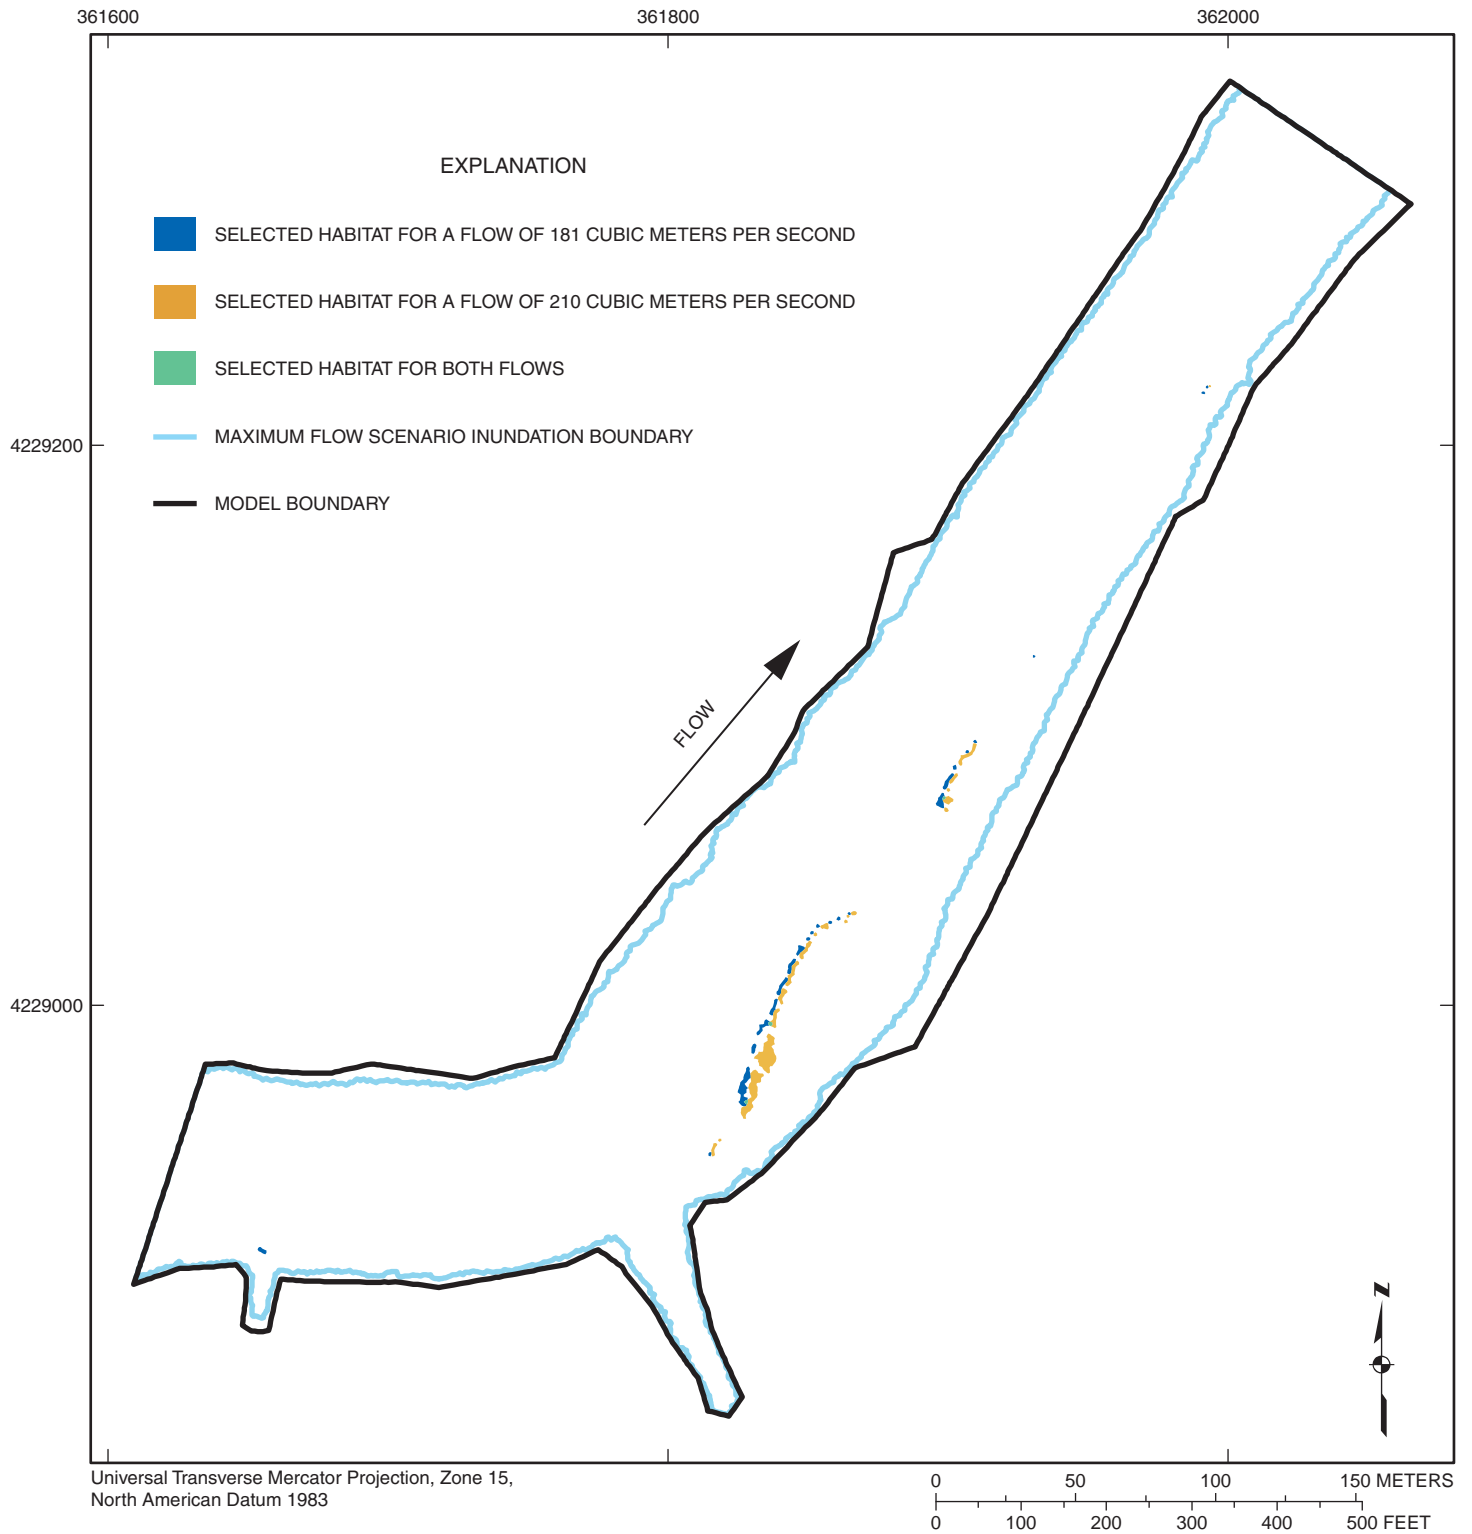 361600 361800 362000
EXPLANATION
SELECTED HABITAT FOR A FLOW OF 181 CUBIC METERS PER SECOND
SELECTED HABITAT FOR A FLOW OF 210 CUBIC METERS PER SECOND
SELECTED HABITAT FOR BOTH FLOWS
MAXIMUM FLOW SCENARIO INUNDATION BOUNDARY
4229200
MODEL BOUNDARY
FLOW
4229000
N
Universal Transverse Mercator Projection, Zone 15,
North American Datum 1983
0 50 100 150 METERS
0 100 200 300 400 500 FEET